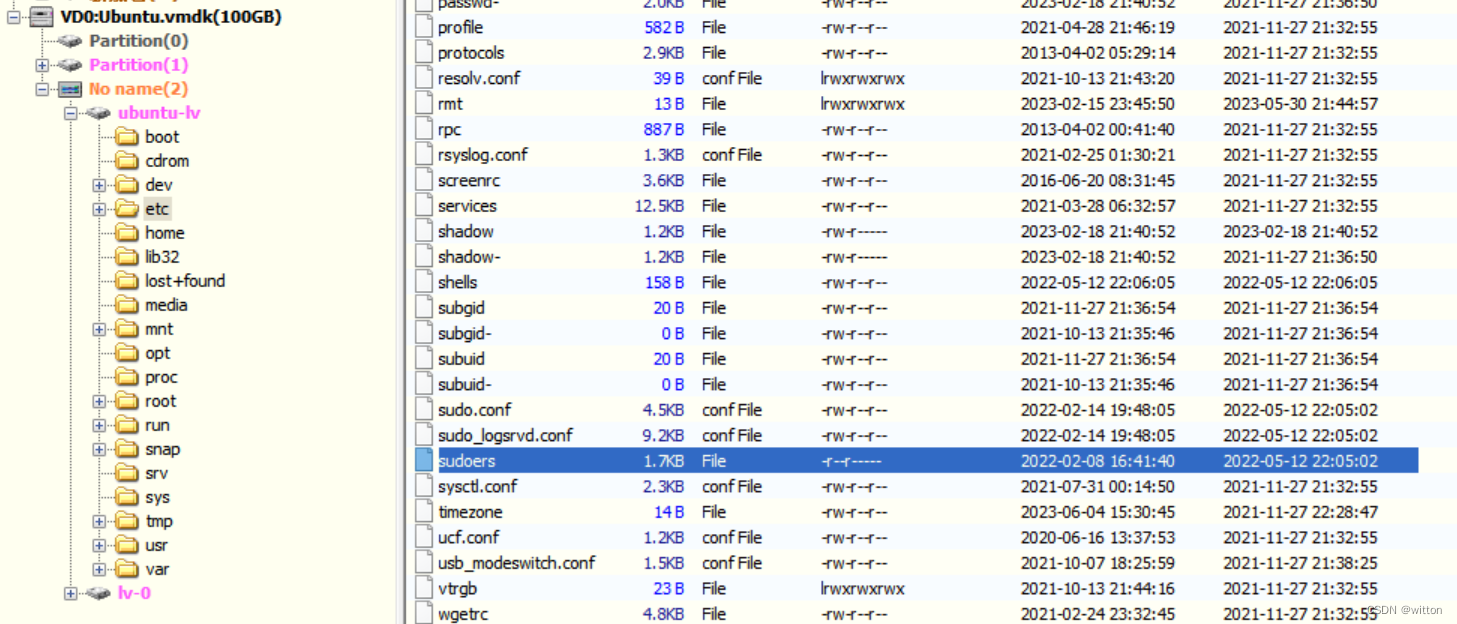 VD0:Ubuntu.vmdk(100GB)
Partition(0)
Partition(1)
No name(2)
ubuntu-lv
boot
cdrom
dev
etc
home
lib32
lost+found
media
mnt
opt
proc
root
run
snap
srv
sys
tmp
usr
var
lv-0
passwd- 2.0KB File -rw-r--r-- 2023-02-18 21:40:52 2021-11-27 21:36:50
profile 582 B File -rw-r--r-- 2021-04-28 21:46:19 2021-11-27 21:32:55
protocols 2.9KB File -rw-r--r-- 2013-04-02 05:29:14 2021-11-27 21:32:55
resolv.conf 39 B conf File lrwxrwxrwx 2021-10-13 21:43:20 2021-11-27 21:32:55
rmt 13 B File lrwxrwxrwx 2023-02-15 23:45:50 2023-05-30 21:44:57
rpc 887 B File -rw-r--r-- 2013-04-02 00:41:40 2021-11-27 21:32:55
rsyslog.conf 1.3KB conf File -rw-r--r-- 2021-02-25 01:30:21 2021-11-27 21:32:55
screenrc 3.6KB File -rw-r--r-- 2016-06-20 08:31:45 2021-11-27 21:32:55
services 12.5KB File -rw-r--r-- 2021-03-28 06:32:57 2021-11-27 21:32:55
shadow 1.2KB File -rw-r----- 2023-02-18 21:40:52 2023-02-18 21:40:52
shadow- 1.2KB File -rw-r----- 2023-02-18 21:40:52 2021-11-27 21:36:50
shells 158 B File -rw-r--r-- 2022-05-12 22:06:05 2022-05-12 22:06:05
subgid 20 B File -rw-r--r-- 2021-11-27 21:36:54 2021-11-27 21:36:54
subgid- 0 B File -rw-r--r-- 2021-10-13 21:35:46 2021-11-27 21:36:54
subuid 20 B File -rw-r--r-- 2021-11-27 21:36:54 2021-11-27 21:36:54
subuid- 0 B File -rw-r--r-- 2021-10-13 21:35:46 2021-11-27 21:36:54
sudo.conf 4.5KB conf File -rw-r--r-- 2022-02-14 19:48:05 2022-05-12 22:05:02
sudo_logsrvd.conf 9.2KB conf File -rw-r--r-- 2022-02-14 19:48:05 2022-05-12 22:05:02
sudoers 1.7KB File -r--r----- 2022-02-08 16:41:40 2022-05-12 22:05:02
sysctl.conf 2.3KB conf File -rw-r--r-- 2021-07-31 00:14:50 2021-11-27 21:32:55
timezone 14 B File -rw-r--r-- 2023-06-04 15:30:45 2021-11-27 22:28:47
ucf.conf 1.2KB conf File -rw-r--r-- 2020-06-16 13:37:53 2021-11-27 21:32:55
usb_modeswitch.conf 1.5KB conf File -rw-r--r-- 2021-10-07 18:25:59 2021-11-27 21:38:25
vtrgb 23 B File lrwxrwxrwx 2021-10-13 21:44:16 2021-11-27 21:32:55
wgetrc 4.8KB File -rw-r--r-- 2021-02-24 23:32:45 2021-11-27 21:32:55
CSDN @witton